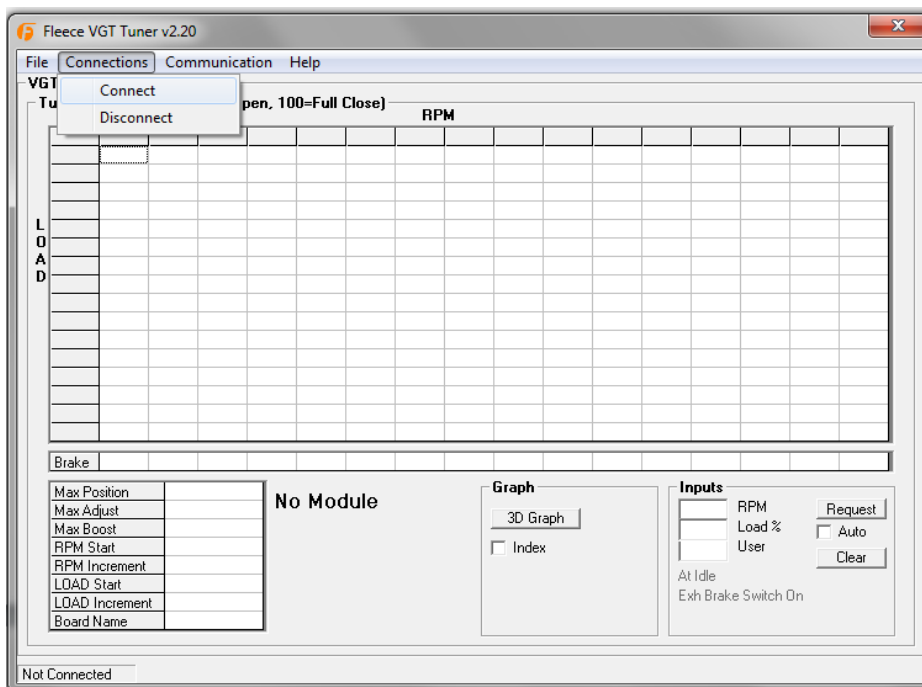 Fleece VGT Tuner v2.20
File Connections Communication Help
VGT
Connect
Tu pen, 100=Full Close)
Disconnect
RPM
L
O
A
D
Brake
Max Position
Max Adjust
Max Boost
RPM Start
RPM Increment
LOAD Start
LOAD Increment
Board Name
No Module
Graph
3D Graph
Index
Inputs
RPM
Load %
User
Request
Auto
Clear
At Idle
Exh Brake Switch On
Not Connected